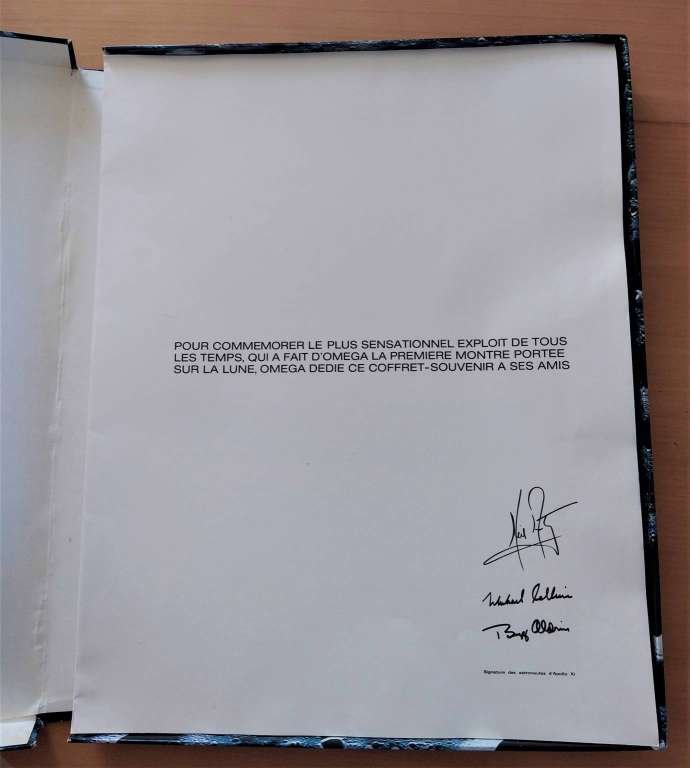 POUR COMMEMORER LE PLUS SENSATIONNEL EXPLOIT DE TOUS
LES TEMPS, QUI A FAIT D'OMEGA LA PREMIERE MONTRE PORTEE
SUR LA LUNE, OMEGA DEDIE CE COFFRET-SOUVENIR A SES AMIS
Neil
Michael Collins
Buzz Aldrin
Signature des astronautes d'Apollo XI